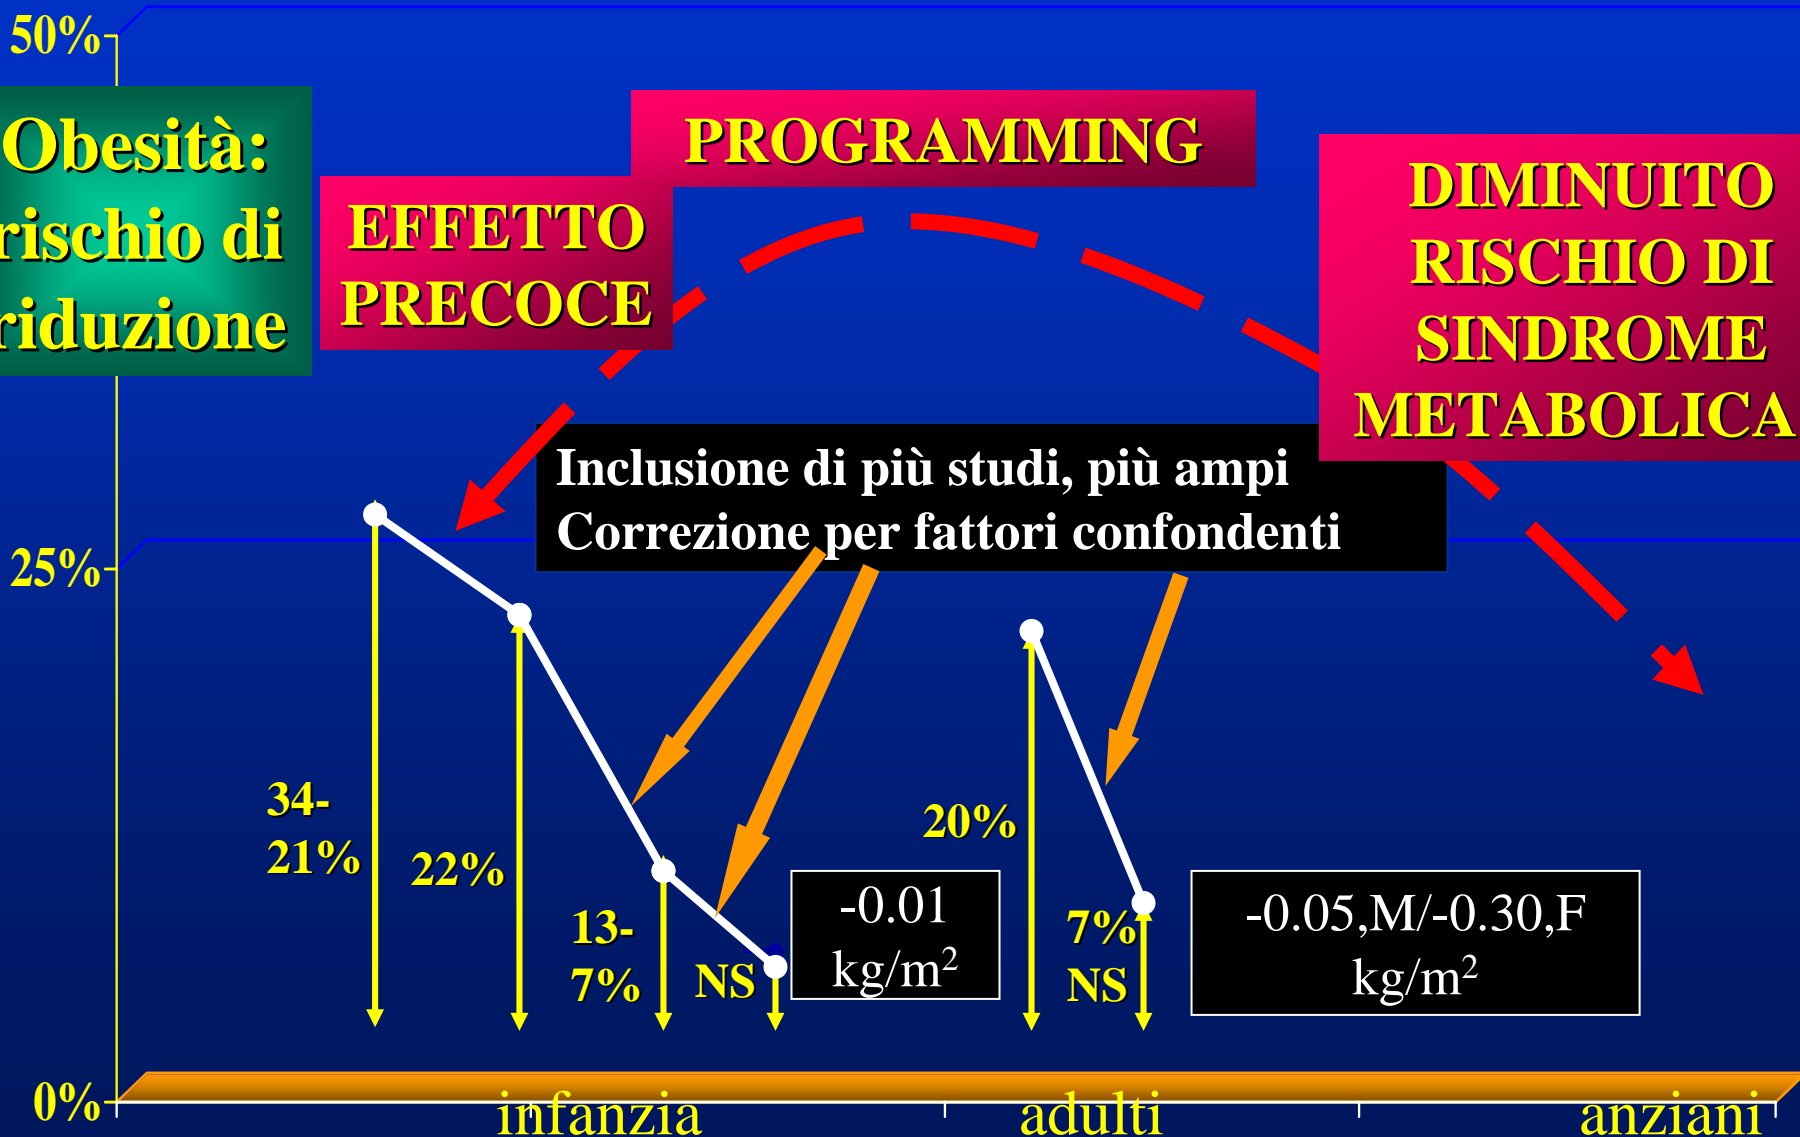 50%
Obesità:
rischio di
riduzione
PROGRAMMING
EFFETTO
PRECOCE
DIMINUITO
RISCHIO DI
SINDROME
METABOLICA
Inclusione di più studi, più ampi
Correzione per fattori confondenti
25%
34-
21%
22%
13-
7%
NS
-0.01
kg/m²
20%
7%
NS
-0.05,M/-0.30,F
kg/m²
0%
infanzia
adulti
anziani